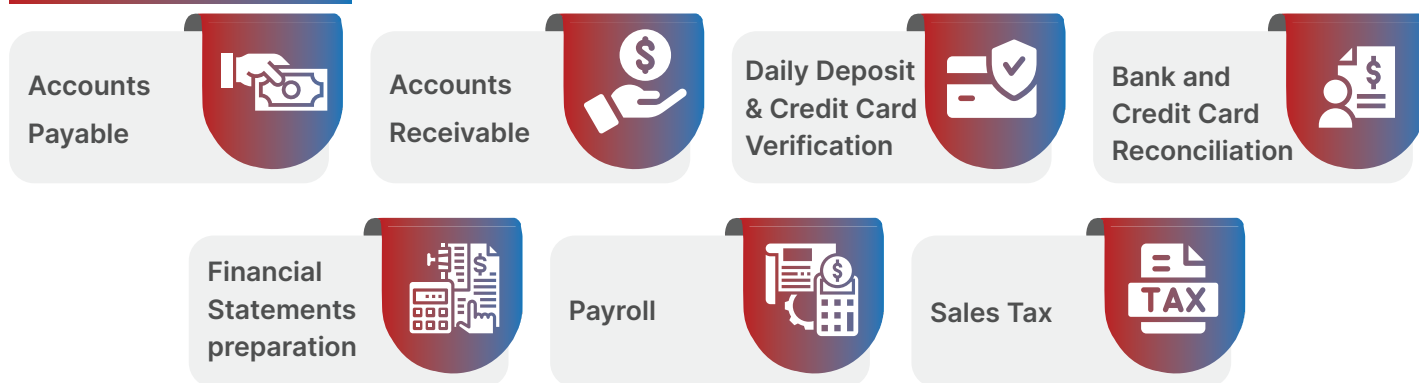 Accounts
Payable
Accounts
Receivable
Daily Deposit
& Credit Card
Verification
Bank and
Credit Card
Reconciliation
Financial
Statements
preparation
Payroll
Sales Tax
TAX